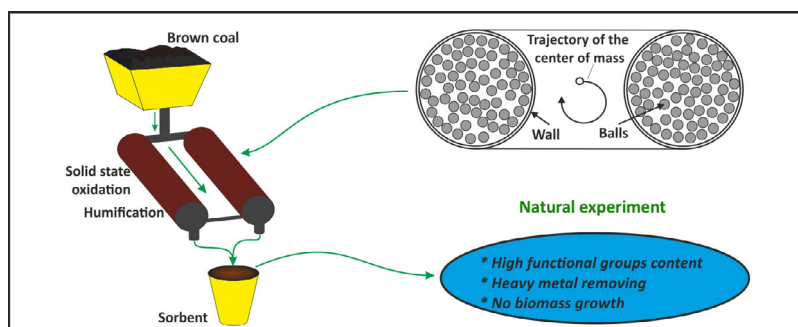 Brown coal
Trajectory of the
center of mass
Wall
Balls
Solid state
oxidation
Humification
Natural experiment
* High functional groups content
* Heavy metal removing
* No biomass growth
Sorbent